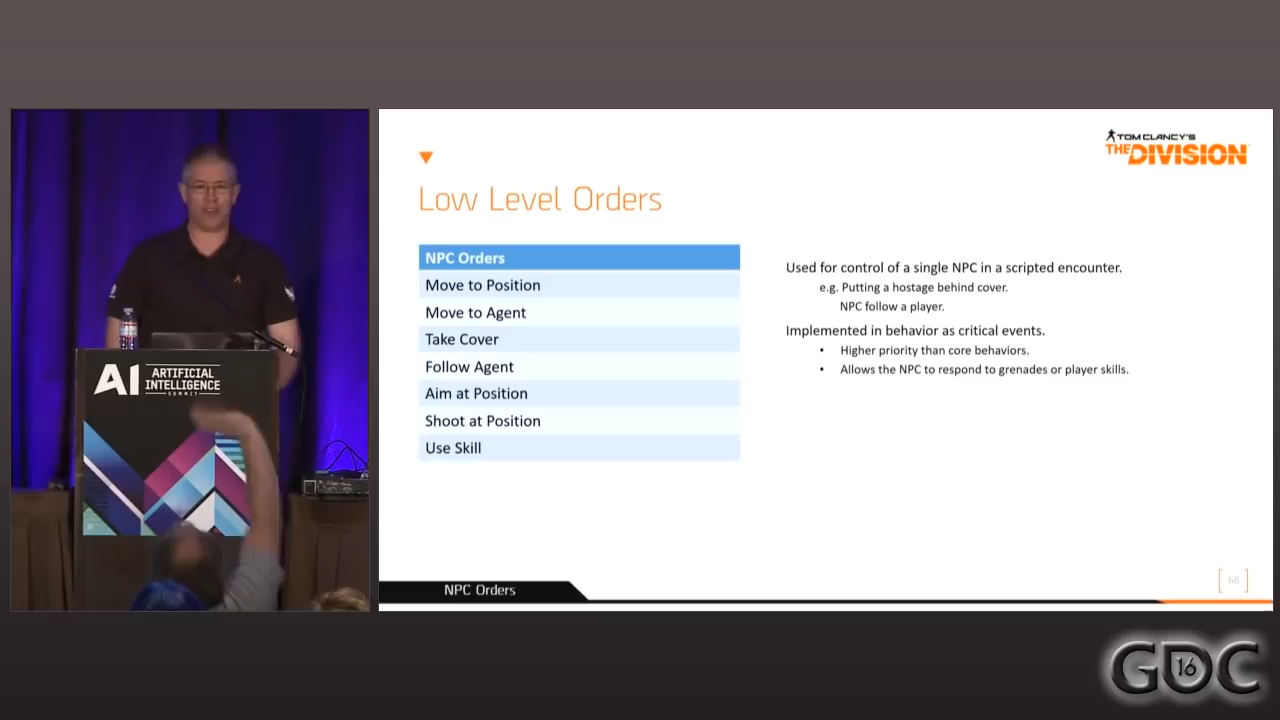 AI ARTIFICIAL
INTELLIGENCE
SUMMIT
TOM CLANCY'S
THE DIVISION
Low Level Orders
NPC Orders
Move to Position
Move to Agent
Take Cover
Follow Agent
Aim at Position
Shoot at Position
Use Skill
Used for control of a single NPC in a scripted encounter.
e.g. Putting a hostage behind cover.
NPC follow a player.
Implemented in behavior as critical events.
• Higher priority than core behaviors.
• Allows the NPC to respond to grenades or player skills.
NPC Orders
66
GDC 16